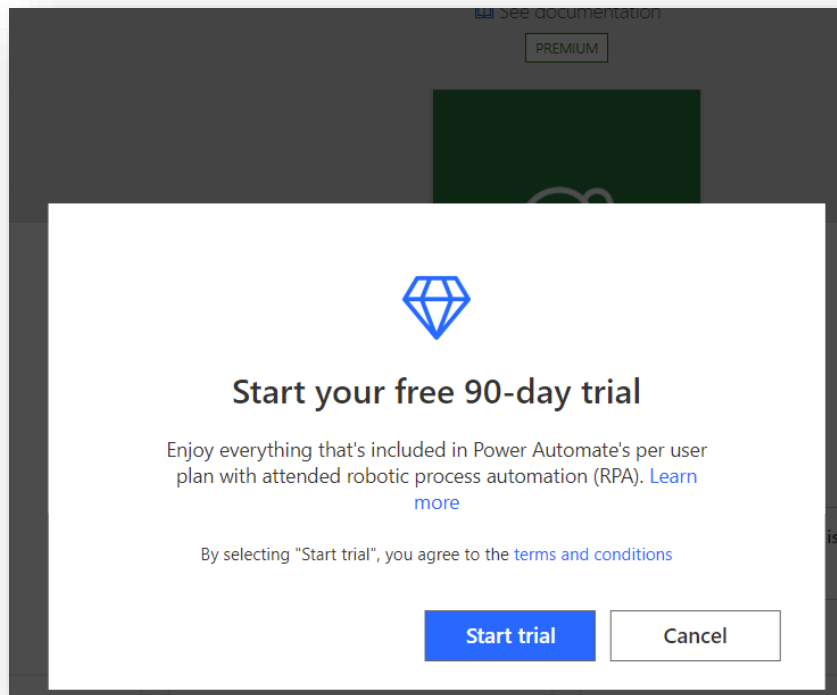 See documentation
PREMIUM
Start your free 90-day trial
Enjoy everything that's included in Power Automate's per user
plan with attended robotic process automation (RPA). Learn
more
By selecting "Start trial", you agree to the terms and conditions
Start trial
Cancel